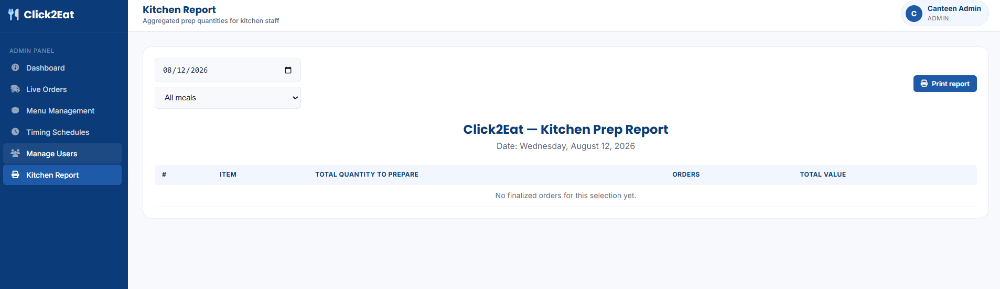 Click2Eat
ADMIN PANEL
Dashboard
Live Orders
Menu Management
Timing Schedules
Manage Users
Kitchen Report
Kitchen Report
Aggregated prep quantities for kitchen staff
C
Canteen Admin
ADMIN
08/12/2026
All meals
Print report
Click2Eat — Kitchen Prep Report
Date: Wednesday, August 12, 2026
# ITEM TOTAL QUANTITY TO PREPARE ORDERS TOTAL VALUE
No finalized orders for this selection yet.